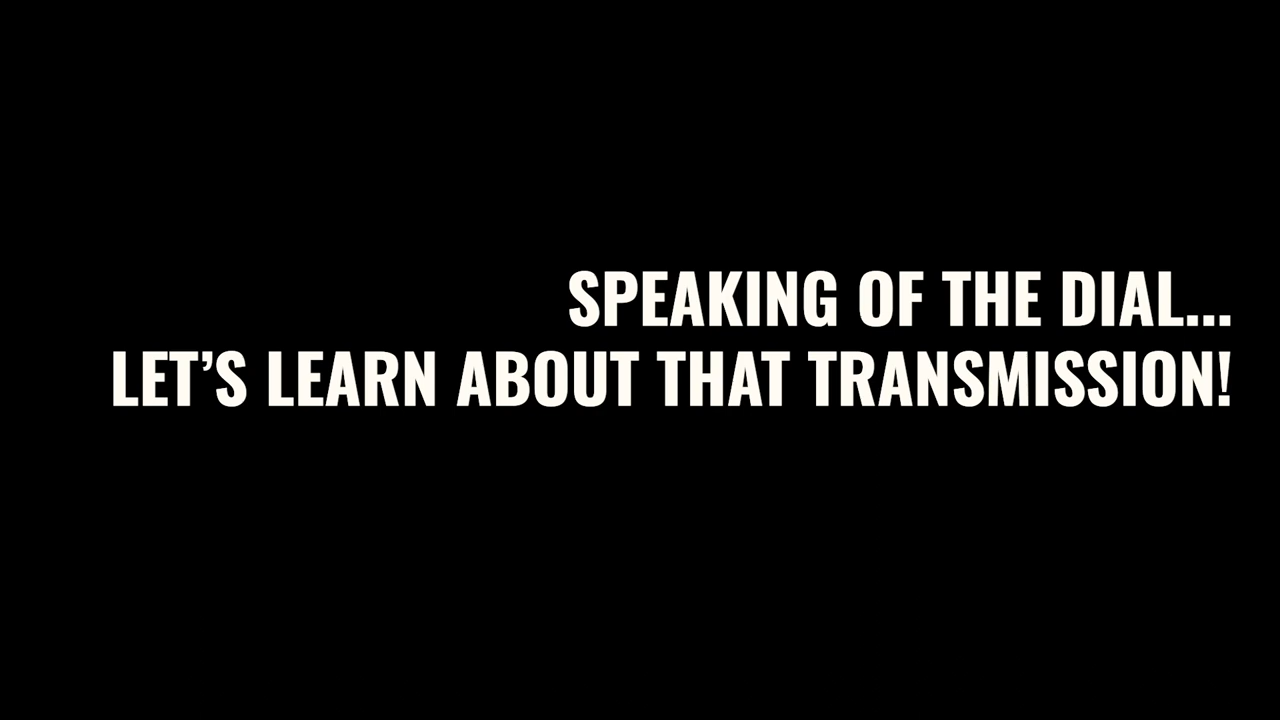 SPEAKING OF THE DIAL...
LET’S LEARN ABOUT THAT TRANSMISSION!